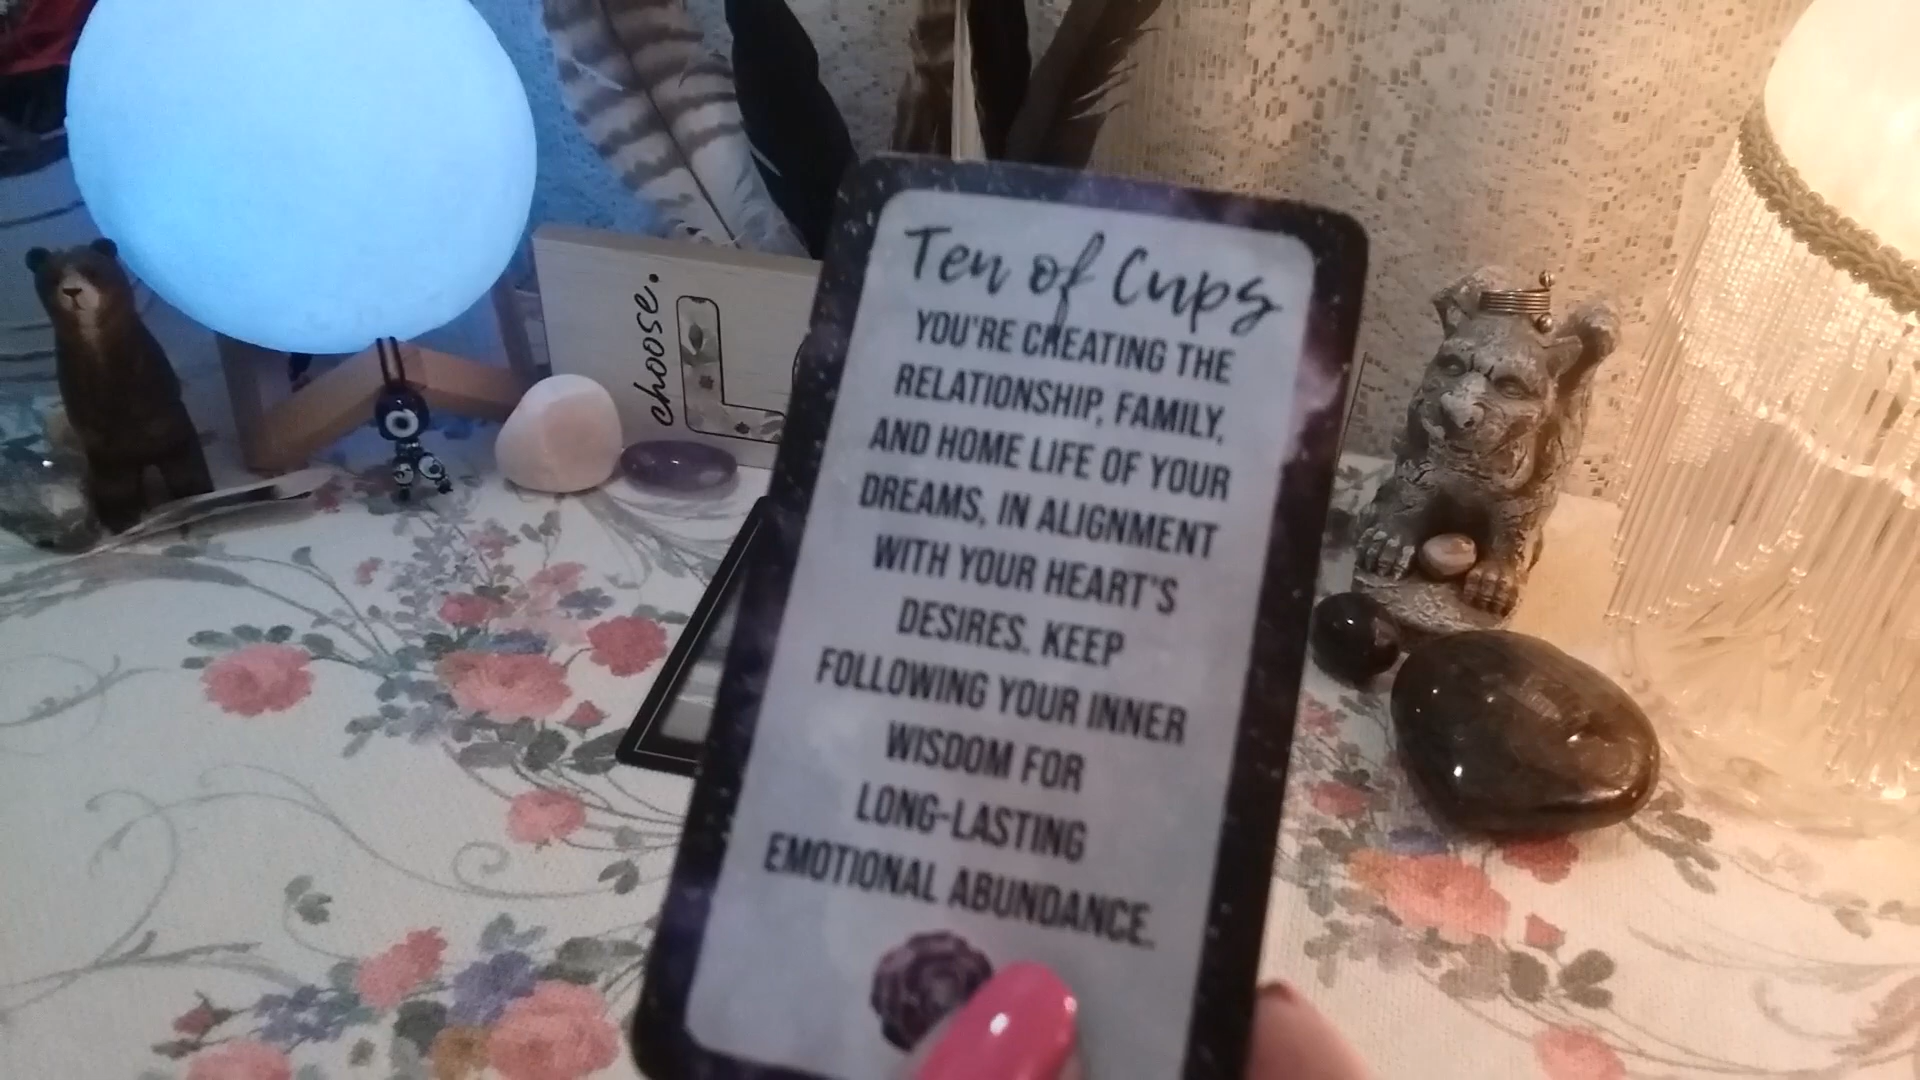 choose.
Ten of Cups
YOU'RE CREATING THE
RELATIONSHIP, FAMILY,
AND HOME LIFE OF YOUR
DREAMS, IN ALIGNMENT
WITH YOUR HEART'S
DESIRES. KEEP
FOLLOWING YOUR INNER
WISDOM FOR
LONG-LASTING
EMOTIONAL ABUNDANCE.